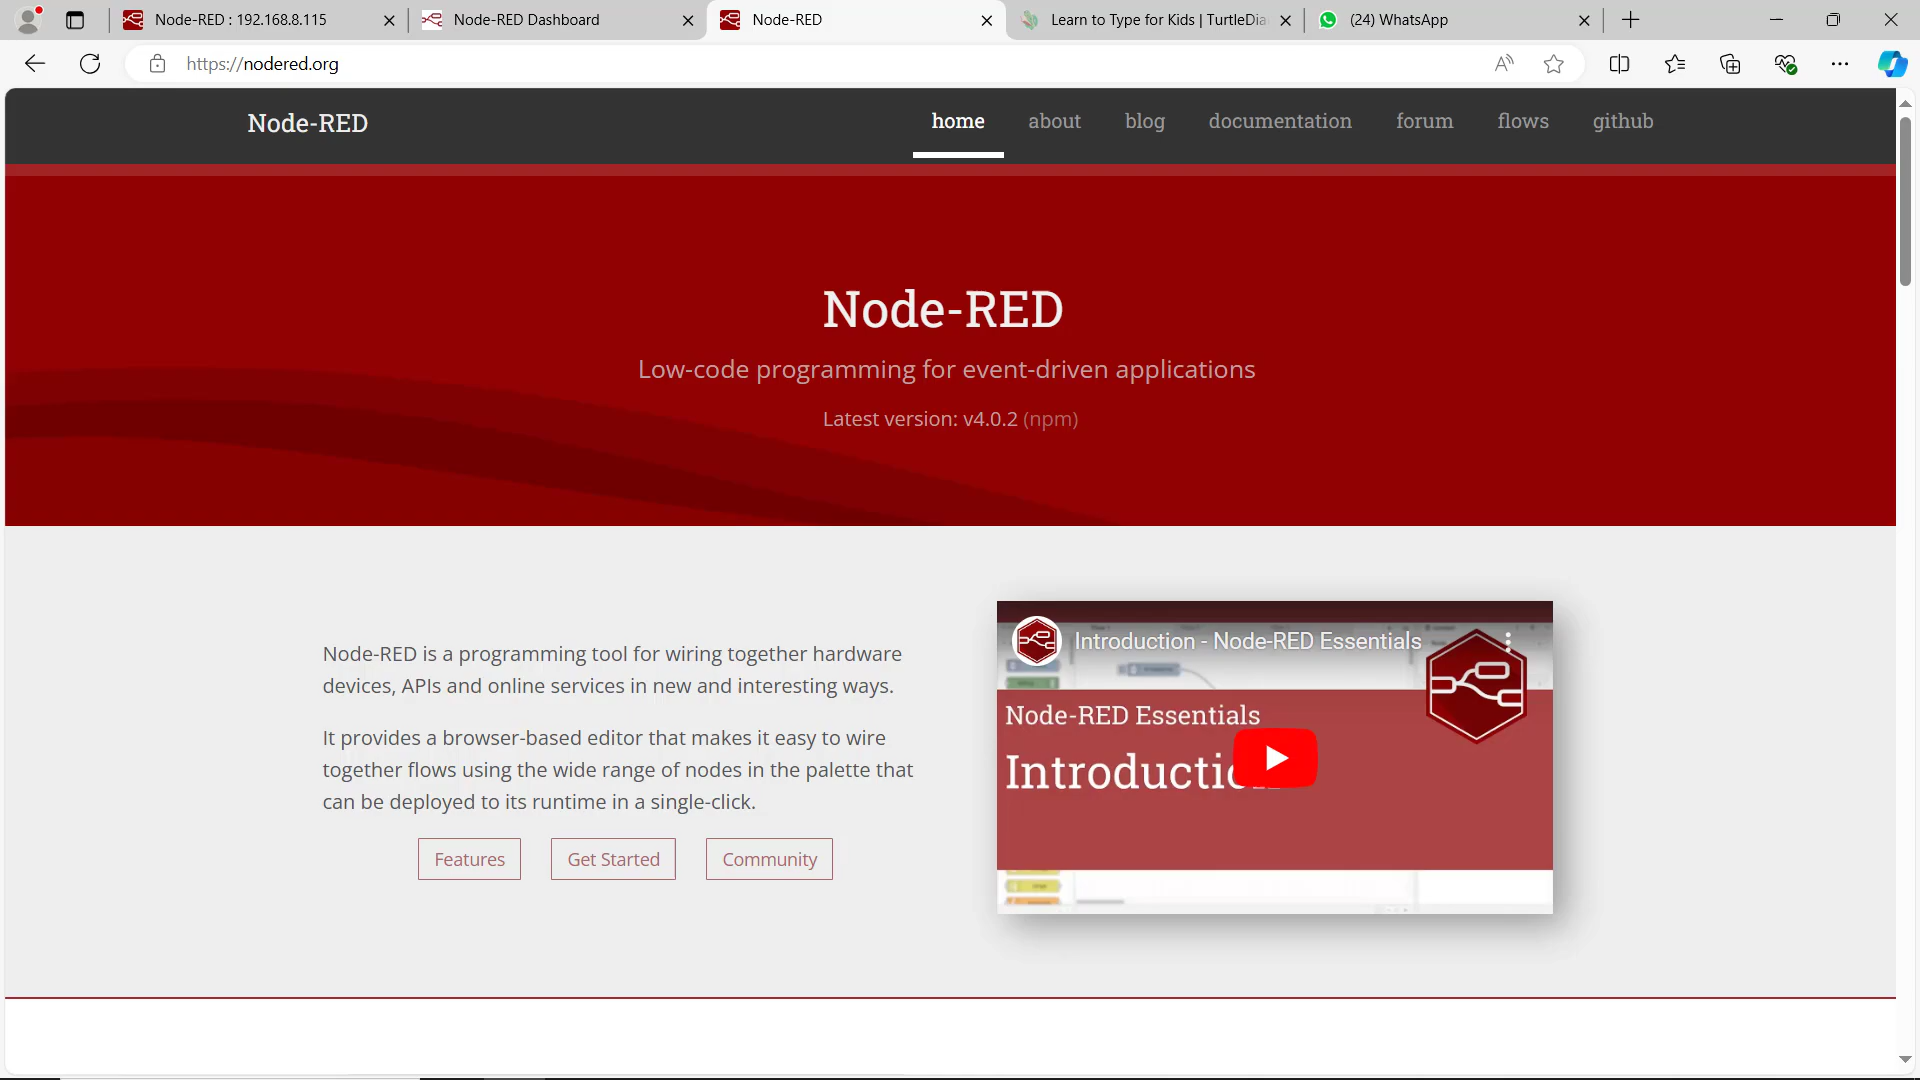 Node-RED : 192.168.8.115
Node-RED Dashboard
Node-RED
Learn to Type for Kids | TurtleDia
(24) WhatsApp
https://nodered.org
Node-RED
home
about
blog
documentation
forum
flows
github
Node-RED
Low-code programming for event-driven applications
Latest version: v4.0.2 (npm)
Node-RED is a programming tool for wiring together hardware
devices, APIs and online services in new and interesting ways.
It provides a browser-based editor that makes it easy to wire
together flows using the wide range of nodes in the palette that
can be deployed to its runtime in a single-click.
Features
Get Started
Community
Introduction - Node-RED Essentials
Node-RED Essentials
Introduction